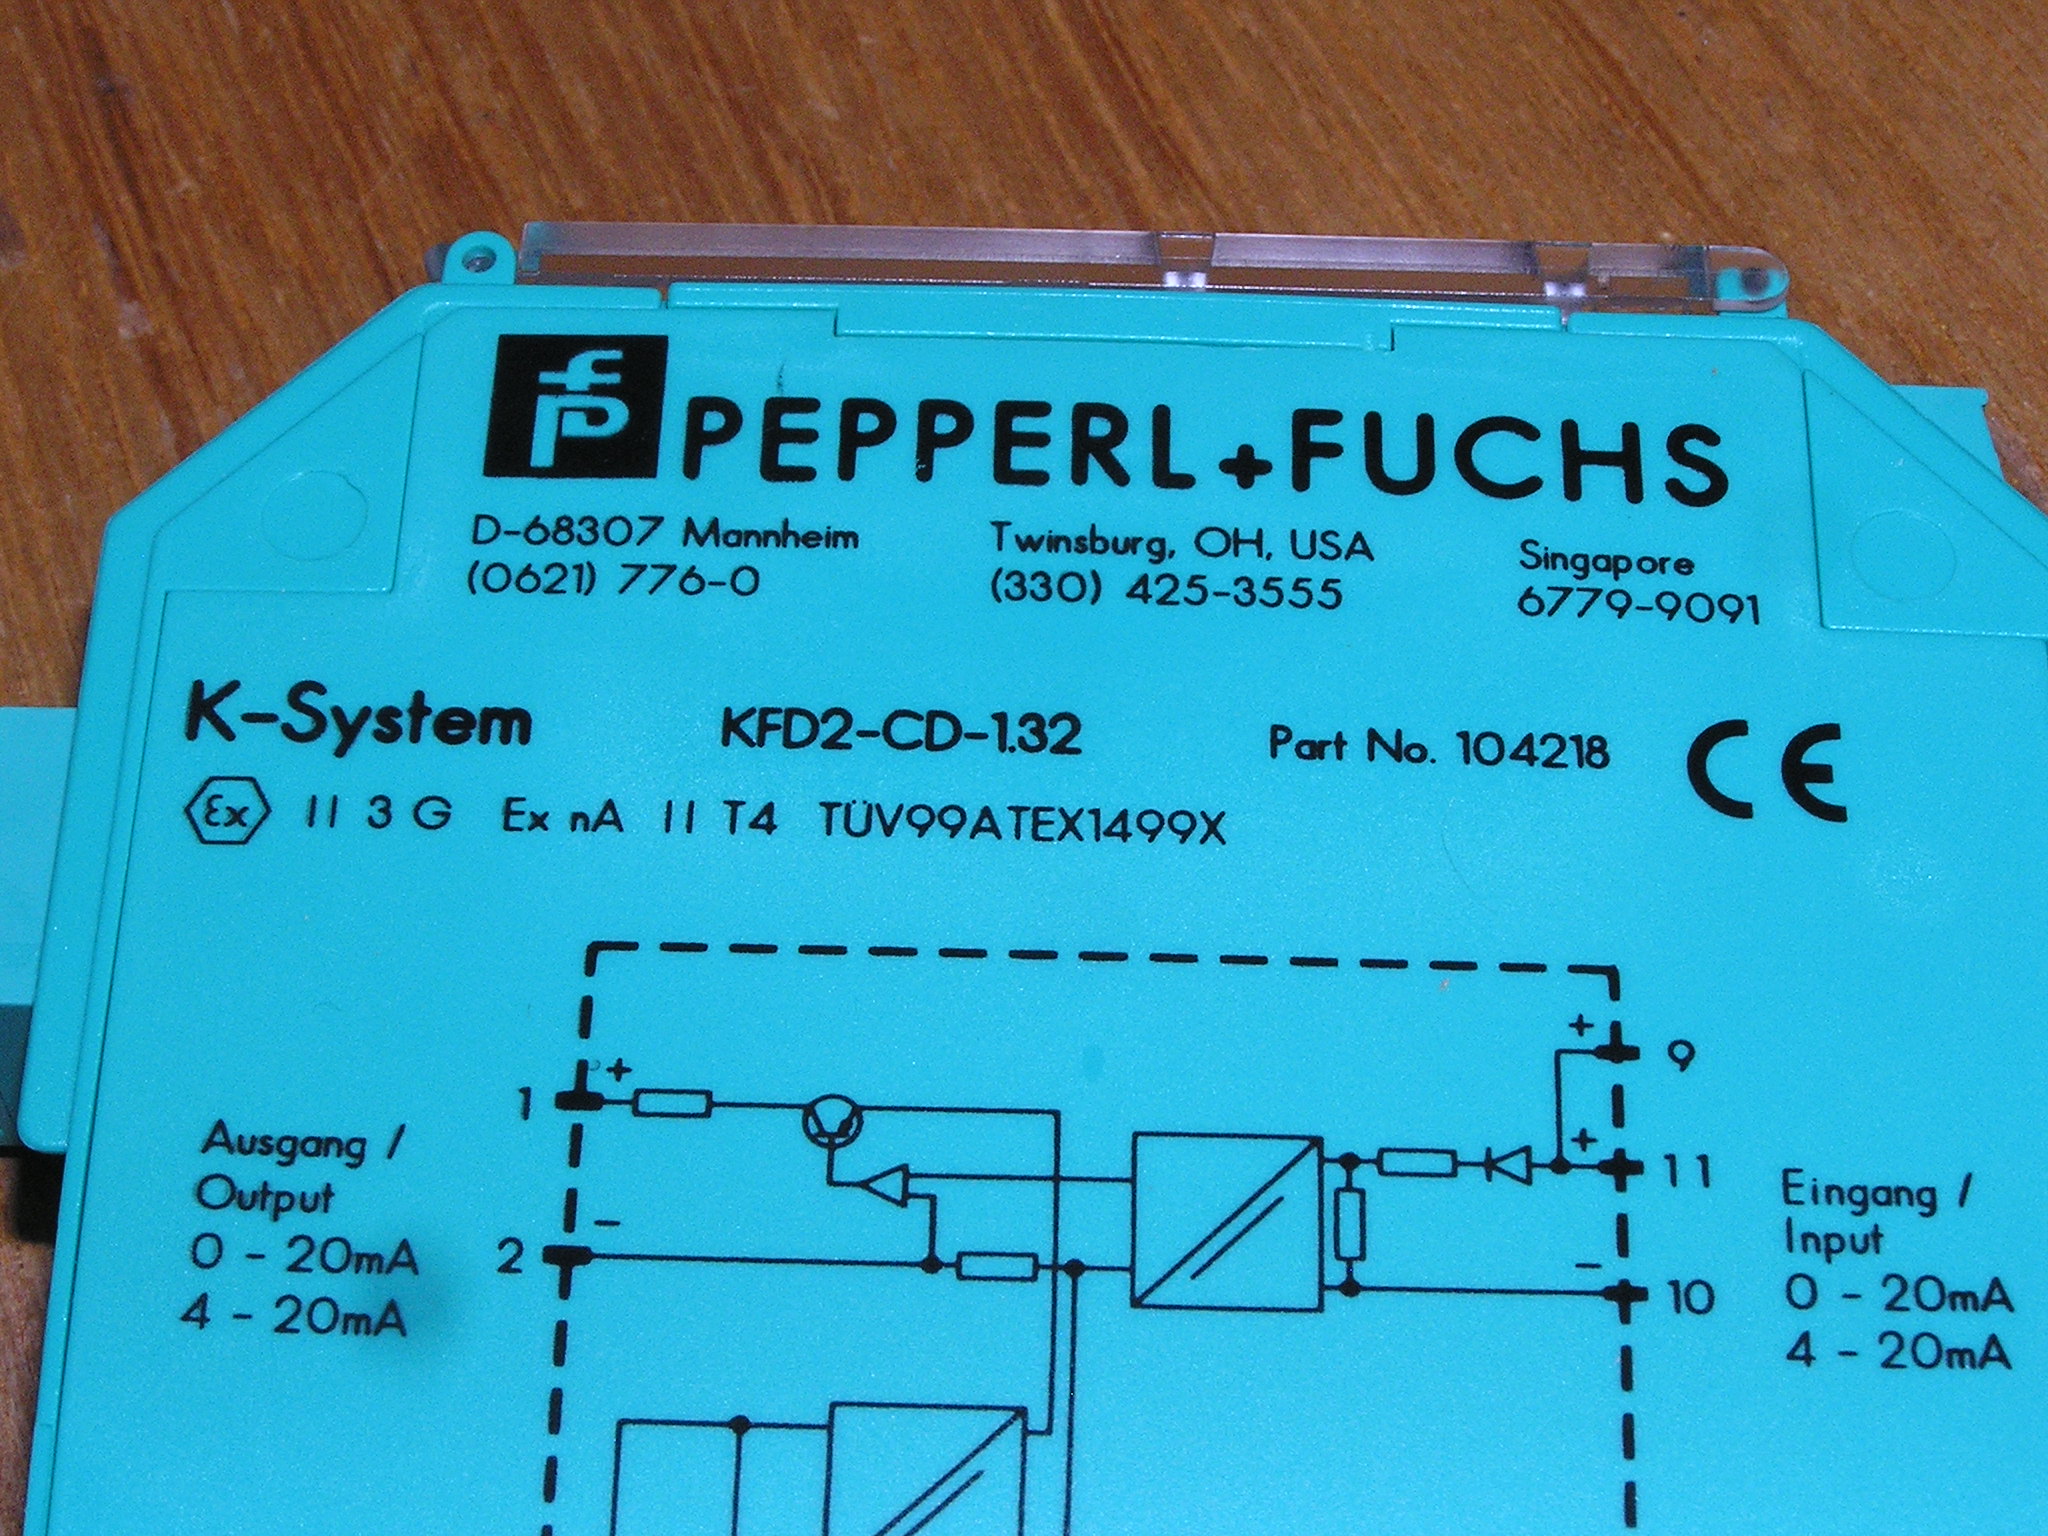 fp PEPPERL+FUCHS
D-68307 Mannheim
(0621) 776-0
Twinsburg, OH, USA
(330) 425-3555
Singapore
6779-9091
K-System KFD2-CD-1.32 Part No. 104218 CE
Ex II 3 G Ex nA II T4 TÜV99ATEX1499X
+ 9
1 +
+ 11
Ausgang /
Output
0 - 20mA
4 - 20mA
2 -
Eingang /
Input
0 - 20mA
4 - 20mA
- 10